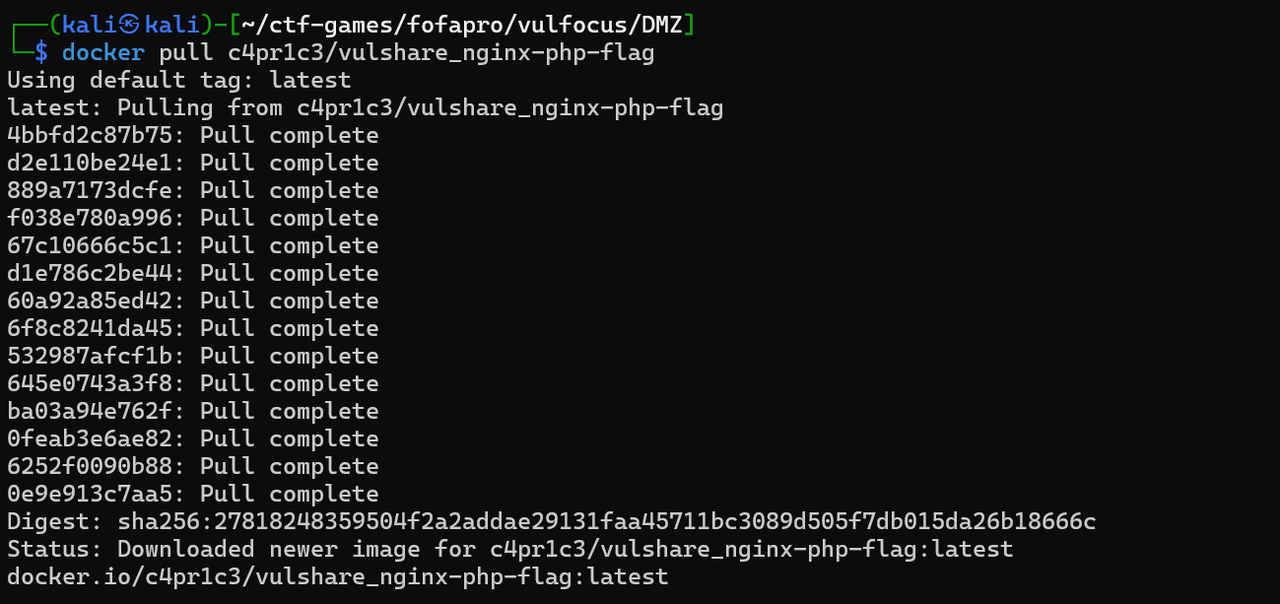 ┌──(kali㉿kali)-[~/ctf-games/fofapro/vulfocus/DMZ]
└─$ docker pull c4pr1c3/vulshare_nginx-php-flag
Using default tag: latest
latest: Pulling from c4pr1c3/vulshare_nginx-php-flag
4bbfd2c87b75: Pull complete
d2e110be24e1: Pull complete
889a7173dcfe: Pull complete
f038e780a996: Pull complete
67c10666c5c1: Pull complete
d1e786c2be44: Pull complete
60a92a85ed42: Pull complete
6f8c8241da45: Pull complete
532987afcf1b: Pull complete
645e0743a3f8: Pull complete
ba03a94e762f: Pull complete
0feab3e6ae82: Pull complete
6252f0090b88: Pull complete
0e9e913c7aa5: Pull complete
Digest: sha256:27818248359504f2a2addae29131faa45711bc3089d505f7db015da26b18666c
Status: Downloaded newer image for c4pr1c3/vulshare_nginx-php-flag:latest
docker.io/c4pr1c3/vulshare_nginx-php-flag:latest